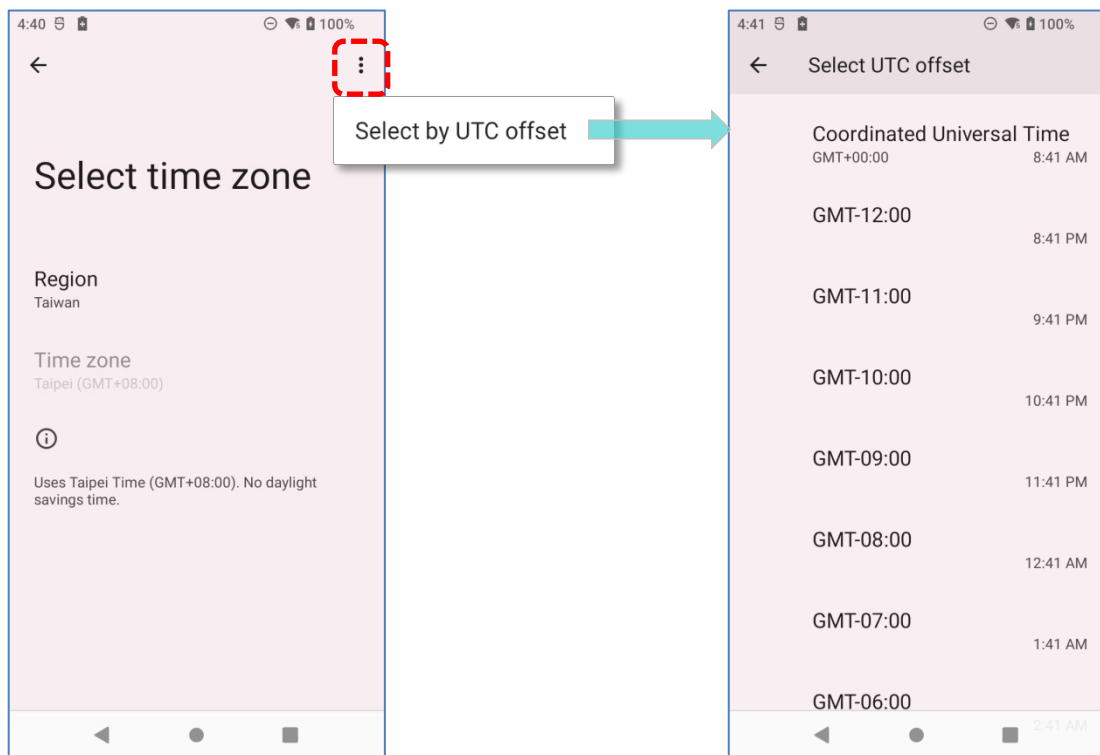 4:40
100%
Select by UTC offset
Select time zone
Region
Taiwan
Time zone
Taipei (GMT+08:00)
Uses Taipei Time (GMT+08:00). No daylight
savings time.
4:41
100%
Select UTC offset
Coordinated Universal Time
GMT+00:00 8:41 AM
GMT-12:00
8:41 PM
GMT-11:00
9:41 PM
GMT-10:00
10:41 PM
GMT-09:00
11:41 PM
GMT-08:00
12:41 AM
GMT-07:00
1:41 AM
GMT-06:00
2:41 AM